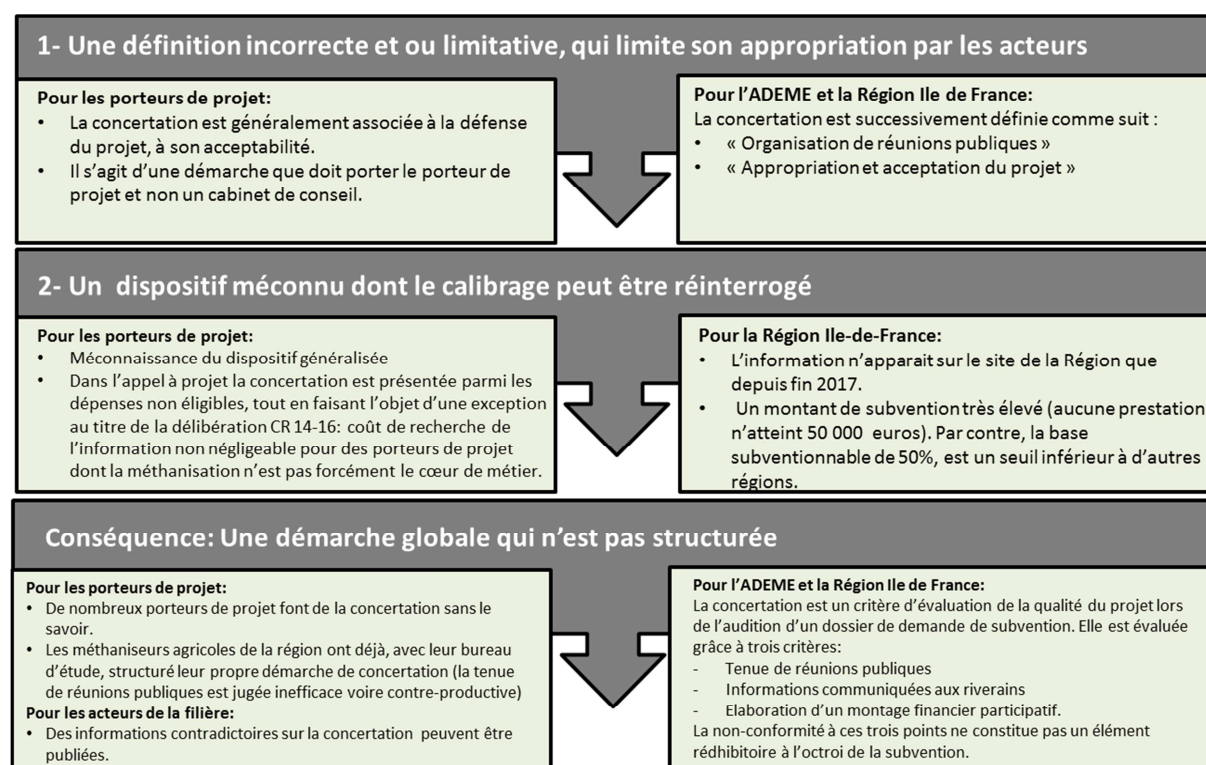 1- Une définition incorrecte et ou limitative, qui limite son appropriation par les acteurs
Pour les porteurs de projet:
• La concertation est généralement associée à la défense
du projet, à son acceptabilité.
• Il s’agit d’une démarche que doit porter le porteur de
projet et non un cabinet de conseil.
Pour l’ADEME et la Région Ile de France:
La concertation est successivement définie comme suit :
• « Organisation de réunions publiques »
• « Appropriation et acceptation du projet »
2- Un dispositif méconnu dont le calibrage peut être réinterrogé
Pour les porteurs de projet:
• Méconnaissance du dispositif généralisée
• Dans l’appel à projet la concertation est présentée parmi les
dépenses non éligibles, tout en faisant l’objet d’une exception
au titre de la délibération CR 14-16: coût de recherche de
l’information non négligeable pour des porteurs de projet
dont la méthanisation n’est pas forcément le cœur de métier.
Pour la Région Ile-de-France:
• L’information n’apparait sur le site de la Région que
depuis fin 2017.
• Un montant de subvention très élevé (aucune prestation
n’atteint 50 000 euros). Par contre, la base
subventionnable de 50%, est un seuil inférieur à d’autres
régions.
Conséquence: Une démarche globale qui n’est pas structurée
Pour les porteurs de projet:
• De nombreux porteurs de projet font de la concertation sans le
savoir.
• Les méthaniseurs agricoles de la région ont déjà, avec leur bureau
d’étude, structuré leur propre démarche de concertation (la tenue
de réunions publiques est jugée inefficace voire contre-productive)
Pour les acteurs de la filière:
• Des informations contradictoires sur la concertation peuvent être
publiées.
Pour l’ADEME et la Région Ile de France:
La concertation est un critère d’évaluation de la qualité du projet lors
de l’audition d’un dossier de demande de subvention. Elle est évaluée
grâce à trois critères:
- Tenue de réunions publiques
- Informations communiquées aux riverains
- Elaboration d’un montage financier participatif.
La non-conformité à ces trois points ne constitue pas un élément
rédhibitoire à l’octroi de la subvention.